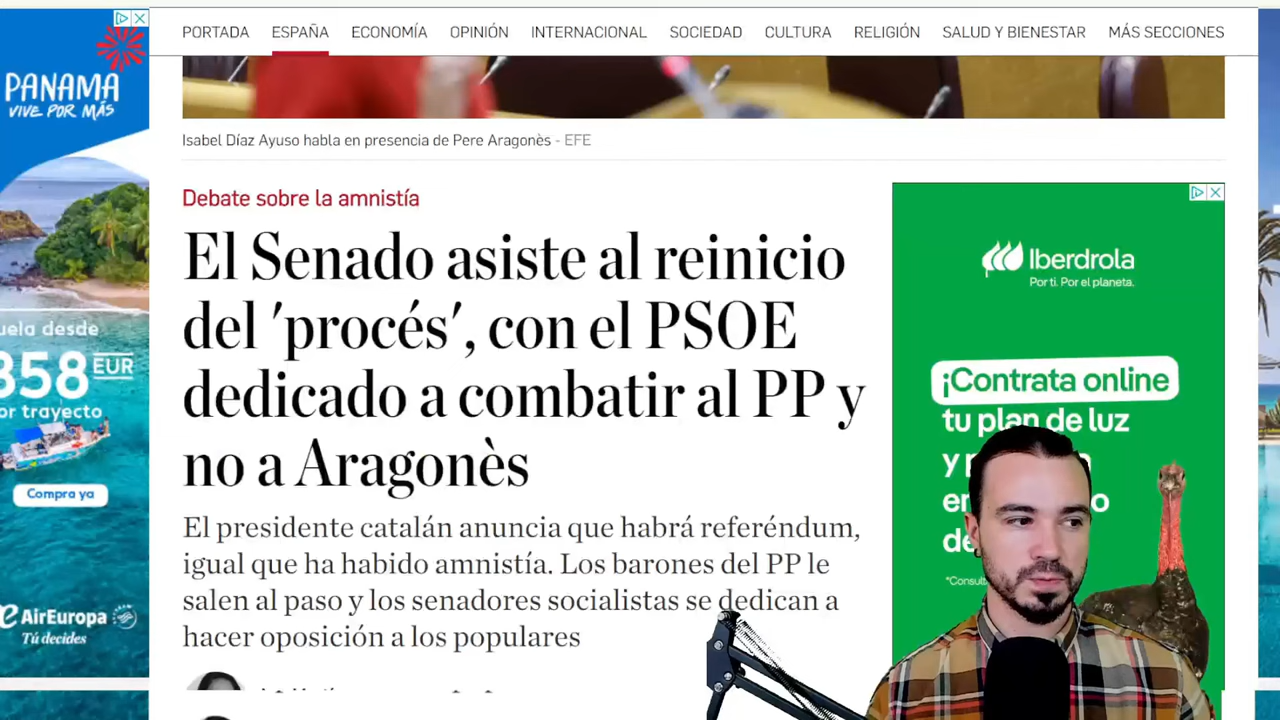 PORTADA ESPAÑA ECONOMÍA OPINIÓN INTERNACIONAL SOCIEDAD CULTURA RELIGIÓN SALUD Y BIENESTAR MÁS SECCIONES
PANAMA
VIVE POR MÁS
Isabel Díaz Ayuso habla en presencia de Pere Aragonès - EFE
Debate sobre la amnistía
El Senado asiste al reinicio
del 'procés', con el PSOE
dedicado a combatir al PP y
no a Aragonès
El presidente catalán anuncia que habrá referéndum,
igual que ha habido amnistía. Los barones del PP le
salen al paso y los senadores socialistas se dedican a
hacer oposición a los populares
desde
358 EUR
trayecto
Compra ya
AirEuropa
Tú decides
Iberdrola
Por ti. Por el planeta.
¡Contrata online
tu plan de luz
y